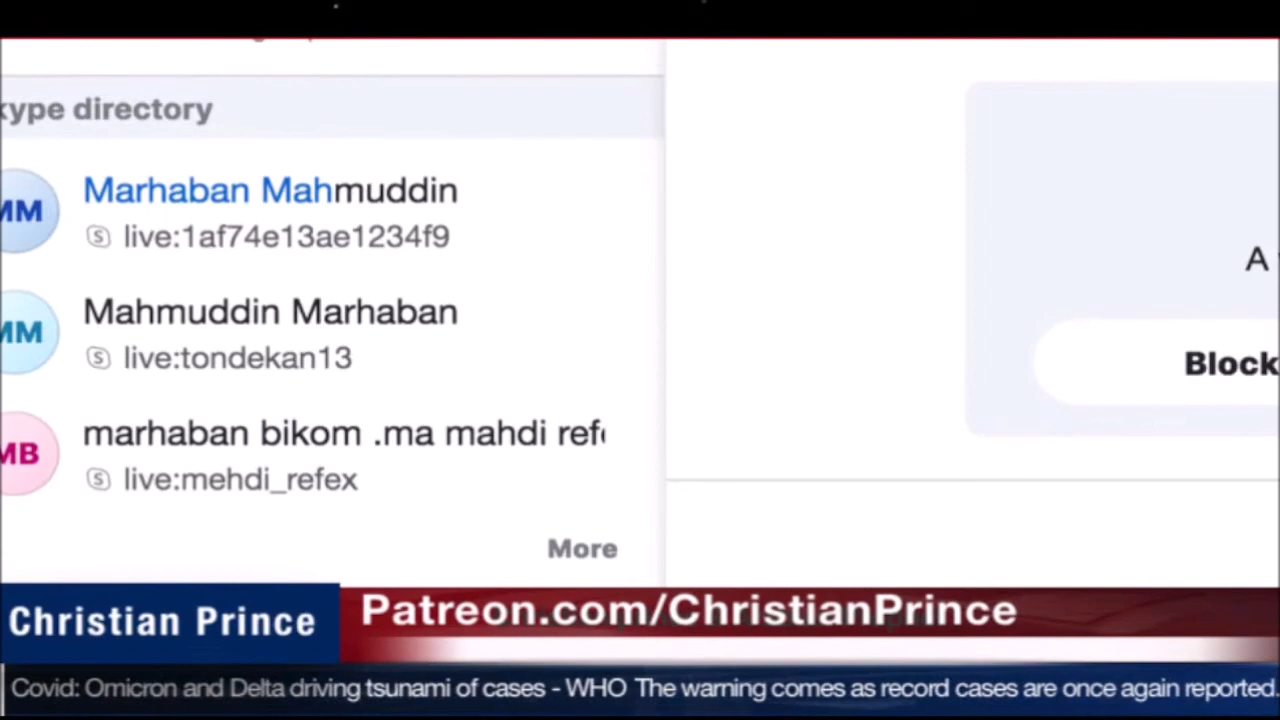 kype directory
MM
Marhaban Mahmuddin
live:1af74e13ae1234f9
MM
Mahmuddin Marhaban
live:tondekan13
MB
marhaban bikom .ma mahdi ref
live:mehdi_refex
More
A
Block
Christian Prince
Patreon.com/ChristianPrince
Covid: Omicron and Delta driving tsunami of cases - WHO The warning comes as record cases are once again reported.